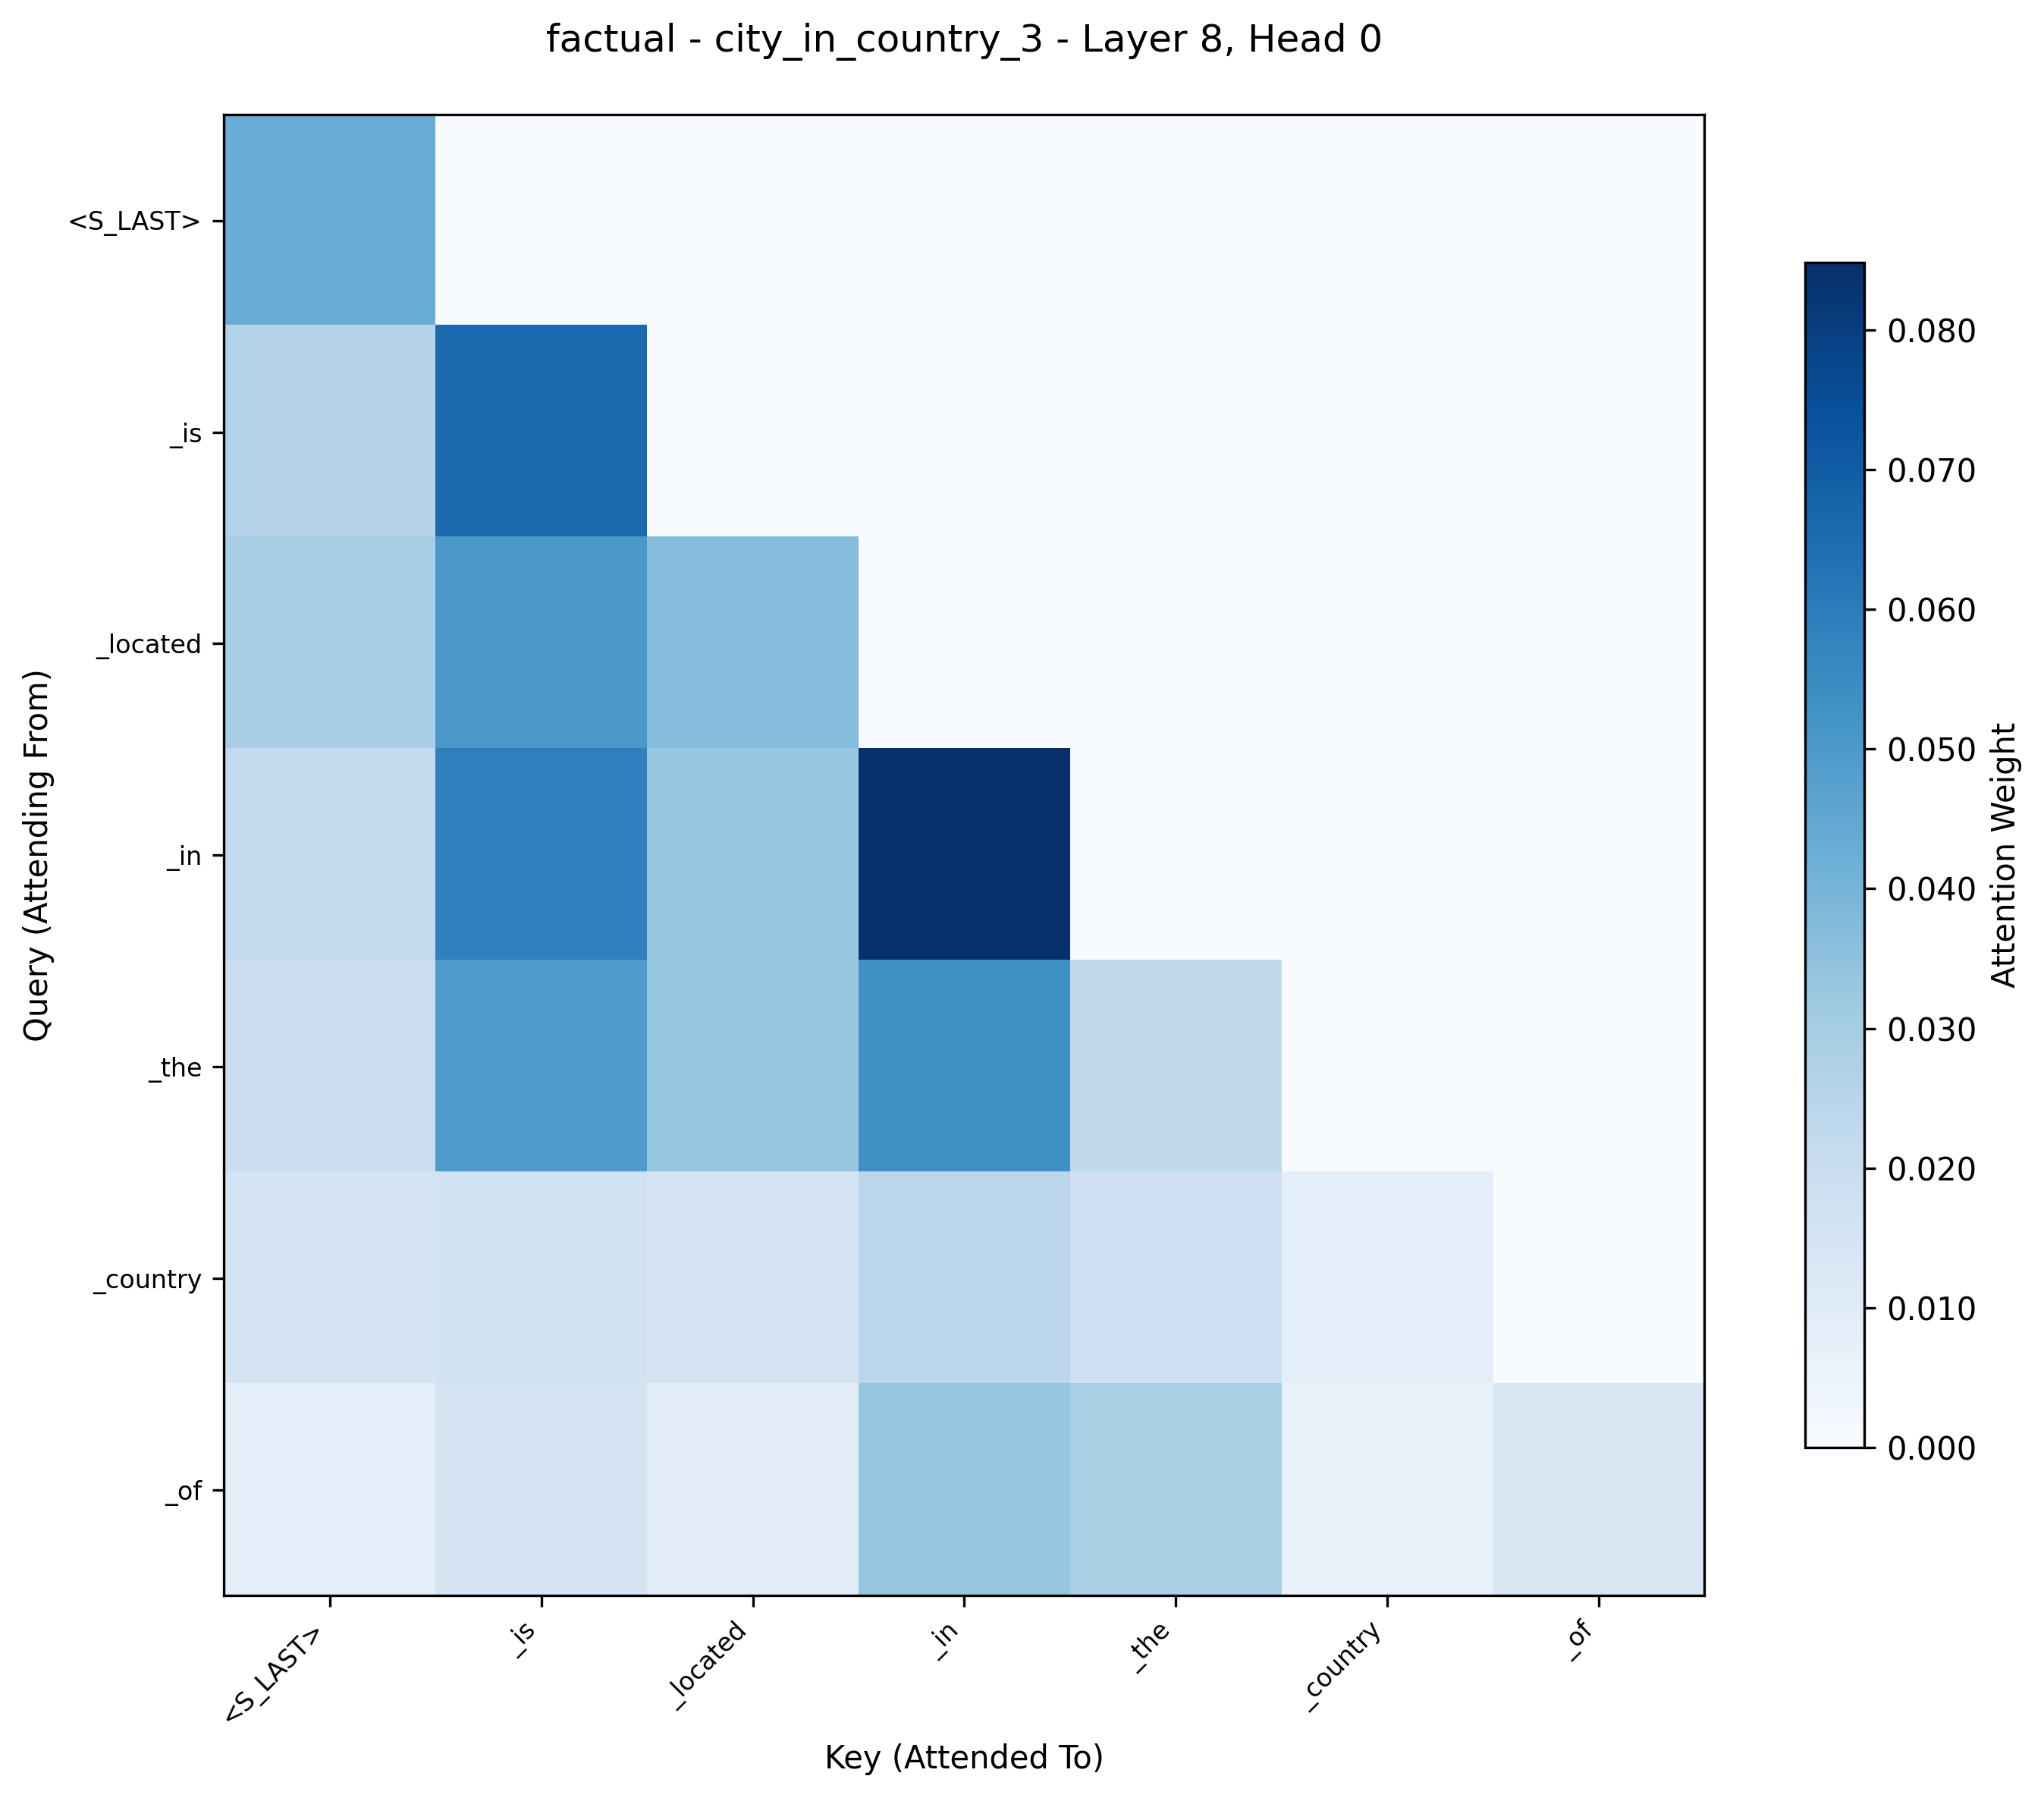 factual - city_in_country_3 - Layer 8, Head 0
Query (Attending From)
<S_LAST>
_is
_located
_in
_the
_country
_of
<S_LAST>
_is
_located
_in
_the
_country
_of
Key (Attended To)
0.080
0.070
0.060
0.050
0.040
0.030
0.020
0.010
0.000
Attention Weight